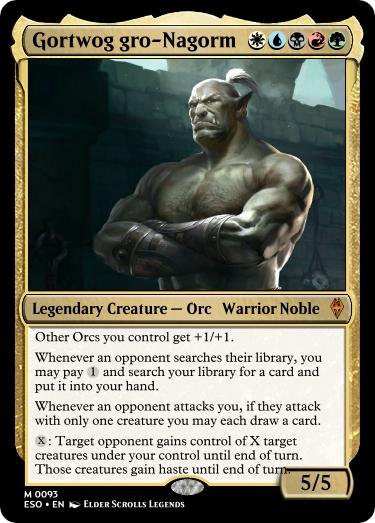 Gortwog gro-Nagorm
Legendary Creature — Orc Warrior Noble
Other Orcs you control get +1/+1.
Whenever an opponent searches their library, you
may pay 1 and search your library for a card and
put it into your hand.
Whenever an opponent attacks you, if they attack
with only one creature you may each draw a card.
X: Target opponent gains control of X target
creatures under your control until end of turn.
Those creatures gain haste until end of turn.
5/5
M 0093
ESO • EN Elder Scrolls Legends